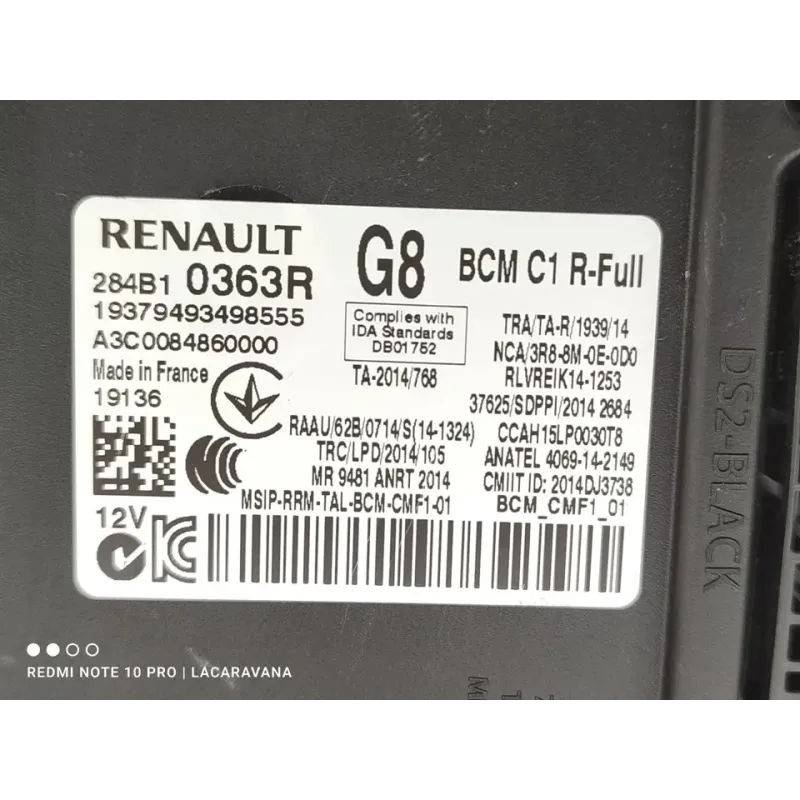 RENAULT
284B1 0363R
19379493498555
A3C0084860000
Made in France
19136
12V
G8
BCM C1 R-Full
Complies with
IDA Standards
DB01752
TA-2014/768
TRA/TA-R/1939/14
NCA/3R8-8M-0E-0D0
RLVREIK14-1253
37625/SDPPI/2014 2684
RAAU/62B/0714/S(14-1324)
CCAH15LP0030T8
TRC/LPD/2014/105
ANATEL 4069-14-2149
MR 9481 ANRT 2014
CMIIT ID: 2014DJ3738
MSIP-RRM-TAL-BCM-CMF1-01
BCM_CMF1_01
DS2-BLACK
REDMI NOTE 10 PRO | LACARAVANA